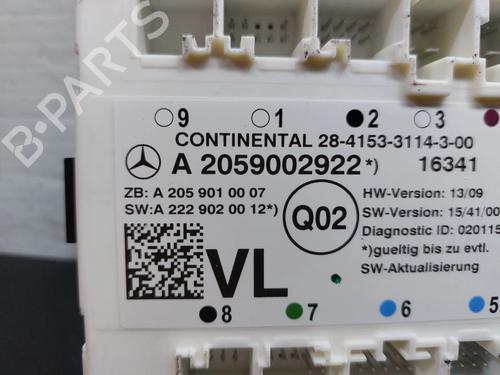 9 1 2 3
CONTINENTAL 28-4153-3114-3-00
A 2059002922*) 16341
ZB: A 205 901 00 07
HW-Version: 13/09
SW:A 222 902 00 12*)
SW-Version: 15/41/00
Q02
Diagnostic ID: 020115
*)gueltig bis zu evtl.
SW-Aktualisierung
VL
8 7 6 5
B-PARTS